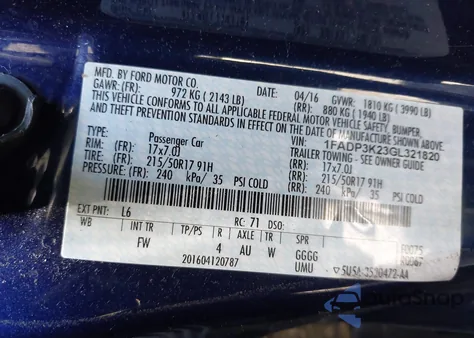 MFD. BY FORD MOTOR CO. 04/16 GVWR: 1810 KG ( 3990 LB)
GAWR: (FR): 972 KG ( 2143 LB) (RR): 880 KG ( 1940 LB)
THIS VEHICLE CONFORMS TO ALL APPLICABLE FEDERAL MOTOR VEHICLE SAFETY, BUMPER,
AND THEFT PREVENTION STANDARDS IN EFFECT ON THE DATE OF MANUFACTURE SHOWN ABOVE.
VIN: 1FADP3K23GL321820
TYPE: Passenger Car TRAILER TOWING - SEE OWNER GUIDE
RIM: (FR): 17x7.0J (RR): 17x7.0J
TIRE: (FR): 215/50R17 91H (RR): 215/50R17 91H
PRESSURE: (FR): 240 kPa/ 35 PSI COLD (RR): 240 kPa/ 35 PSI COLD
EXT PNT: L6 RC: 71 DSO:
WB INT TR TP/PS R AXLE TR SPR
FW 4 AU W GGGG
UMU
201604120787